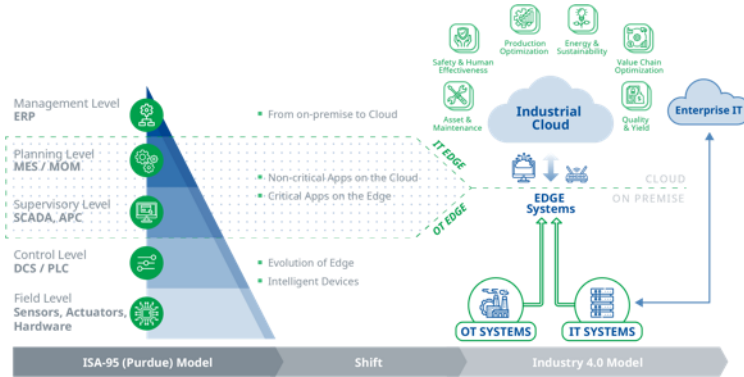 Management Level
ERP
Planning Level
MES / MOM
Supervisory Level
SCADA, APC
Control Level
DCS / PLC
Field Level
Sensors, Actuators,
Hardware
From on-premise to Cloud
Non-critical Apps on the Cloud
Critical Apps on the Edge
Evolution of Edge
Intelligent Devices
IT EDGE
OT EDGE
Safety & Human
Effectiveness
Production
Optimization
Energy &
Sustainability
Value Chain
Optimization
Asset &
Maintenance
Industrial
Cloud
Quality
& Yield
Enterprise IT
CLOUD
ON PREMISE
EDGE
Systems
OT SYSTEMS
IT SYSTEMS
ISA-95 (Purdue) Model
Shift
Industry 4.0 Model